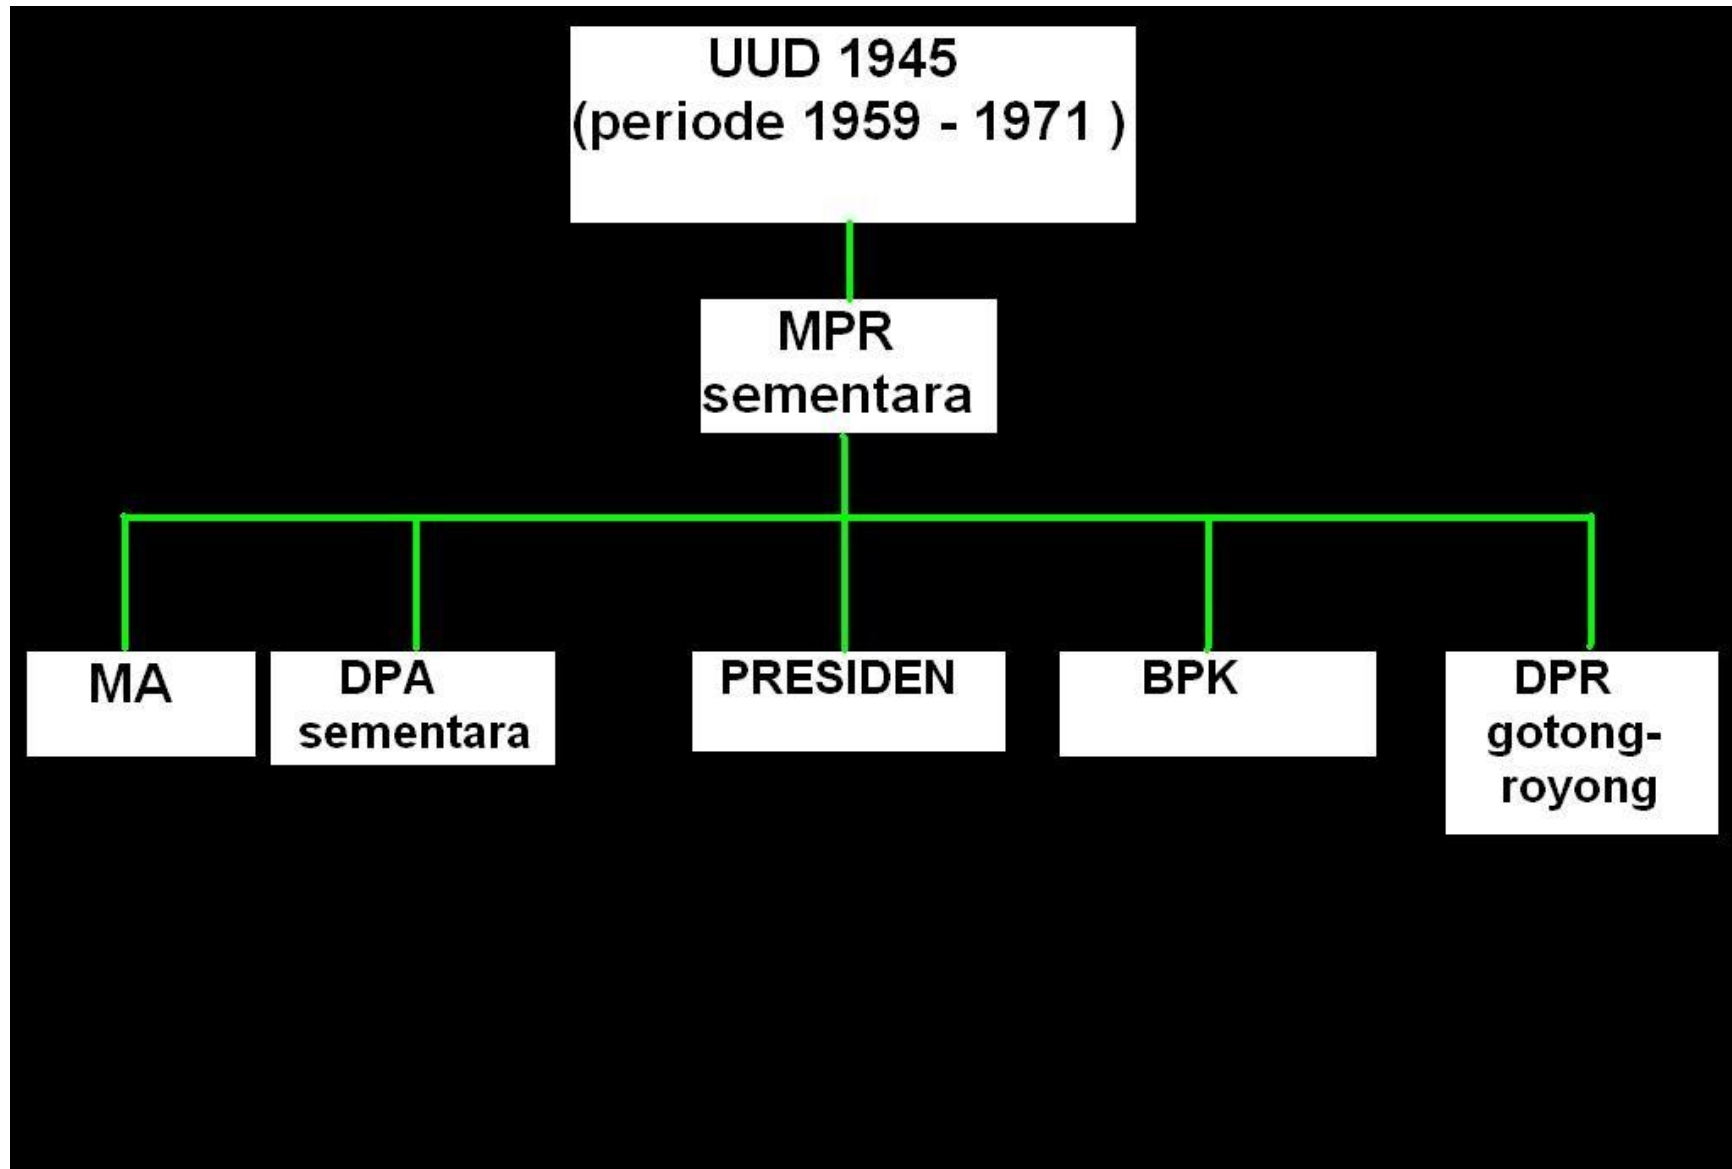 UUD 1945
(periode 1959 - 1971 )
MPR
sementara
MA
DPA
sementara
PRESIDEN
BPK
DPR
gotong-
royong